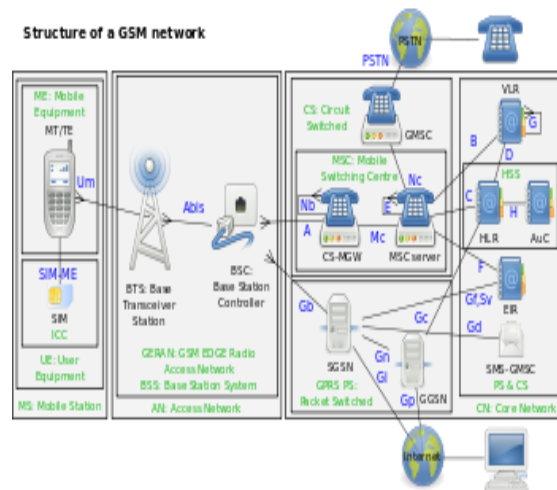 Structure of a GSM network
PSTN
PSTN
ME: Mobile
Equipment
MT/TE
Um
SIM-ME
SIM
ICC
UE: User
Equipment
MS: Mobile Station
Abis
BTS: Base
Transceiver
Station
BSC:
Base Station
Controller
GERAN: GSM EDGE Radio
Access Network
BSS: Base Station System
AN: Access Network
CS: Circuit
Switched
GMSC
MSC: Mobile
Switching Centre
Nc
Nb
E
A
Mc
CS-MGW
MSC server
VLR
G
B
D
HSS
C
H
HLR
AuC
F
EIR
Gf,Sv
Gd
SMS-GMSC
PS & CS
CN: Core Network
Gb
Gc
SGSN
Gn
Gi
GPRS PS:
Packet Switched
Gp
GGSN
Internet